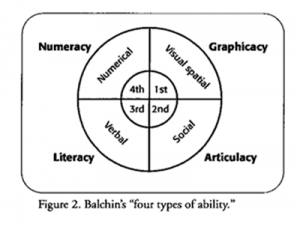 Numeracy
Graphicacy
Numerical
Visual spatial
4th
1st
3rd
2nd
Verbal
Social
Literacy
Articulacy
Figure 2. Balchin's "four types of ability."